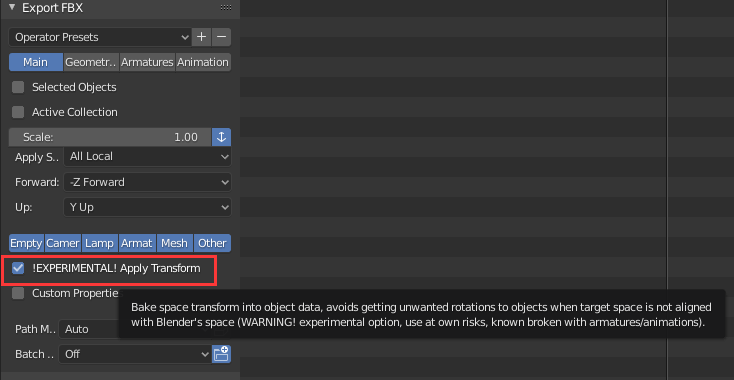 Export FBX
Operator Presets
Main Geometr.. Armatures Animation
Selected Objects
Active Collection
Scale: 1.00
Apply S.. All Local
Forward: -Z Forward
Up: Y Up
Empty Camer Lamp Armat Mesh Other
!EXPERIMENTAL! Apply Transform
Custom Propertie
Bake space transform into object data, avoids getting unwanted rotations to objects when target space is not aligned
with Blender's space (WARNING! experimental option, use at own risks, known broken with armatures/animations).
Path M.. Auto
Batch .. Off